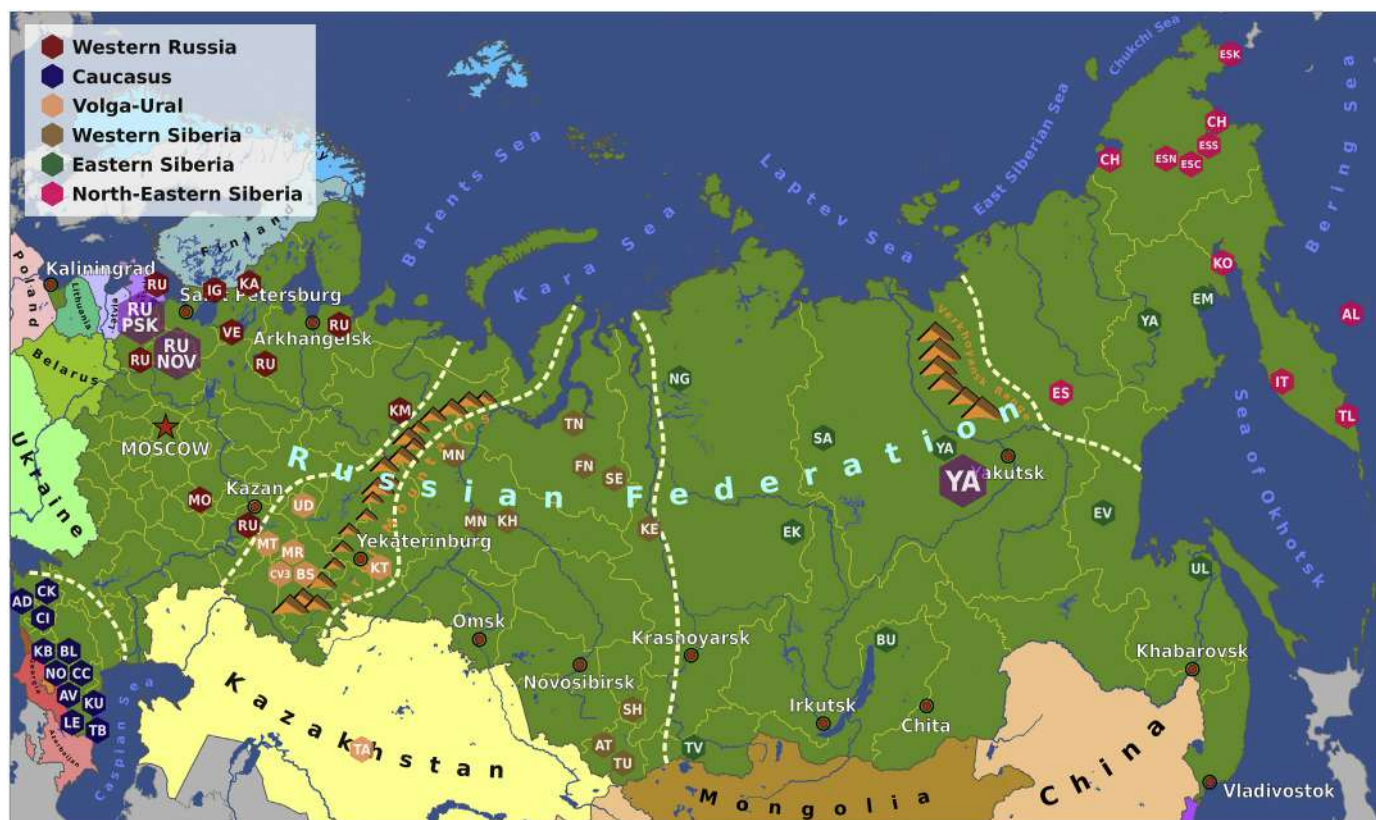 Western Russia
Caucasus
Volga-Ural
Western Siberia
Eastern Siberia
North-Eastern Siberia
Norway
Finland
Barents Sea
Kara Sea
Laptev Sea
East Siberian Sea
Chukchi Sea
Bering Sea
Sea of Okhotsk
ESK
CH
CH
ESN
ESC
ESS
KO
AL
IT
TL
ES
EM
YA
Poland
Kaliningrad
Lithuania
Latvia
Belarus
Ukraine
RU
IG
KA
Saint Petersburg
RU
PSK
RU
NOV
VE
RU
Arkhangelsk
RU
RU
KM
MOSCOW
MO
Kazan
RU
UD
MT
MR
CV3
BS
KT
Yekaterinburg
Ural Mountains
Russian Federation
Verkhoyansk Range
MN
MN
KH
TN
FN
SE
KE
NG
SA
EK
YA
YA
Yakutsk
EV
UL
BU
TV
Omsk
Novosibirsk
Krasnoyarsk
Irkutsk
Chita
Khabarovsk
Vladivostok
SH
AT
TU
TA
AD
CK
CI
KB
BL
NO
CC
AV
KU
LE
TB
Georgia
Azerbaijan
Caspian Sea
Kazakhstan
Mongolia
China